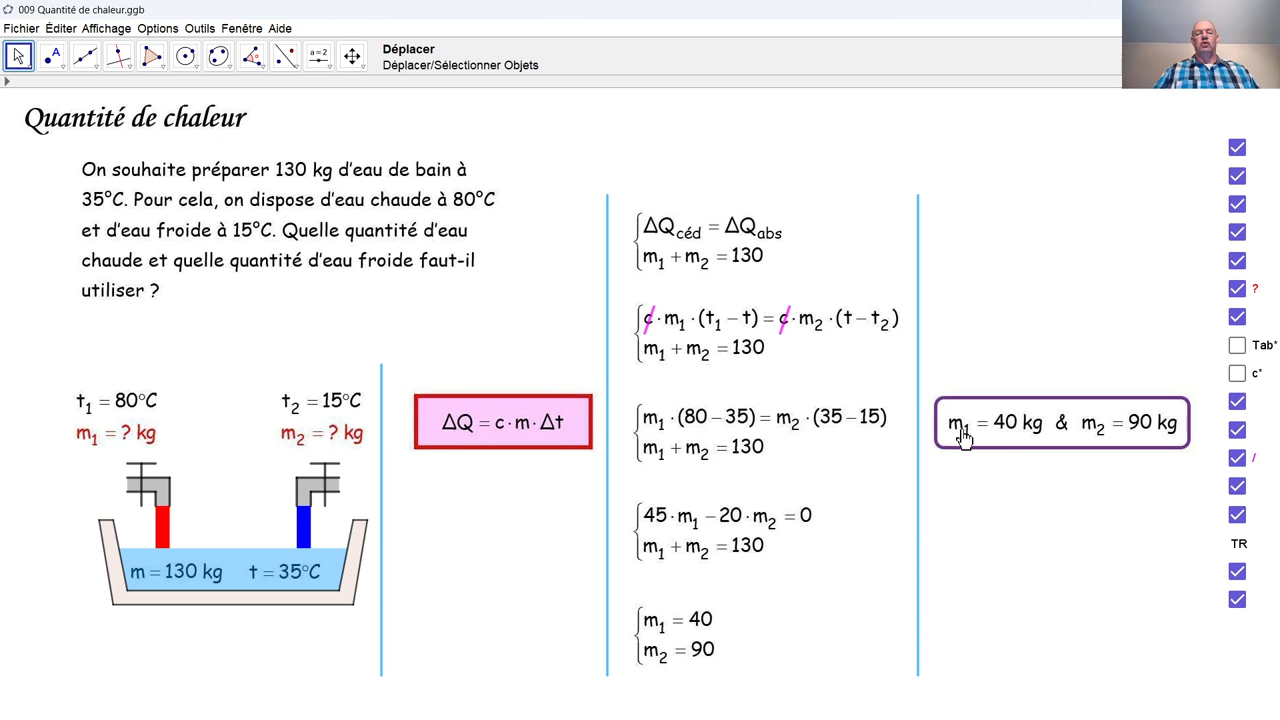 009 Quantité de chaleur.ggb
Fichier Éditer Affichage Options Outils Fenêtre Aide
A
a=2
Déplacer
Déplacer/Sélectionner Objets
Quantité de chaleur
On souhaite préparer 130 kg d'eau de bain à
35°C. Pour cela, on dispose d'eau chaude à 80°C
et d'eau froide à 15°C. Quelle quantité d'eau
chaude et quelle quantité d'eau froide faut-il
utiliser ?
t₁ = 80°C
m₁ = ? kg
t₂ = 15°C
m₂ = ? kg
m = 130 kg t = 35°C
ΔQ = c · m · Δt
ΔQcéd = ΔQabs
m₁ + m₂ = 130
c · m₁ · (t₁ − t) = c · m₂ · (t − t₂)
m₁ + m₂ = 130
m₁ · (80 − 35) = m₂ · (35 − 15)
m₁ + m₂ = 130
45 · m₁ − 20 · m₂ = 0
m₁ + m₂ = 130
m₁ = 40
m₂ = 90
m₁ = 40 kg & m₂ = 90 kg
?
Tab*
c*
/
TR